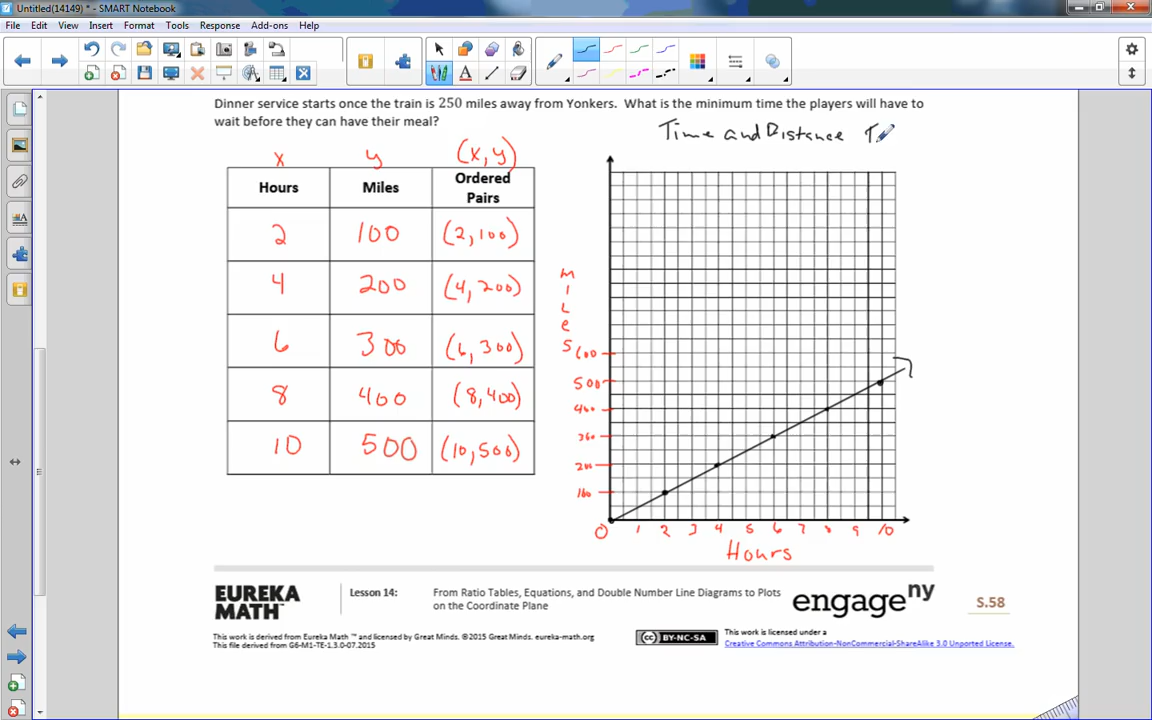 Untitled(14149) * - SMART Notebook
File Edit View Insert Format Tools Response Add-ons Help
Dinner service starts once the train is 250 miles away from Yonkers. What is the minimum time the players will have to
wait before they can have their meal?
Time and Distance T
x y (x, y)
Hours Miles Ordered
Pairs
2 100 (2, 100)
4 200 (4, 200)
6 300 (6, 300)
8 400 (8, 400)
10 500 (10, 500)
M
i
L
e
s
600
500
400
300
200
100
0 1 2 3 4 5 6 7 8 9 10
Hours
EUREKA
MATH™
Lesson 14: From Ratio Tables, Equations, and Double Number Line Diagrams to Plots
on the Coordinate Plane
engage ny
S.58
This work is derived from Eureka Math ™ and licensed by Great Minds. ©2015 Great Minds. eureka-math.org
This file derived from G6-M1-TE-1.3.0-07.2015
cc BY-NC-SA
This work is licensed under a
Creative Commons Attribution-NonCommercial-ShareAlike 3.0 Unported License.